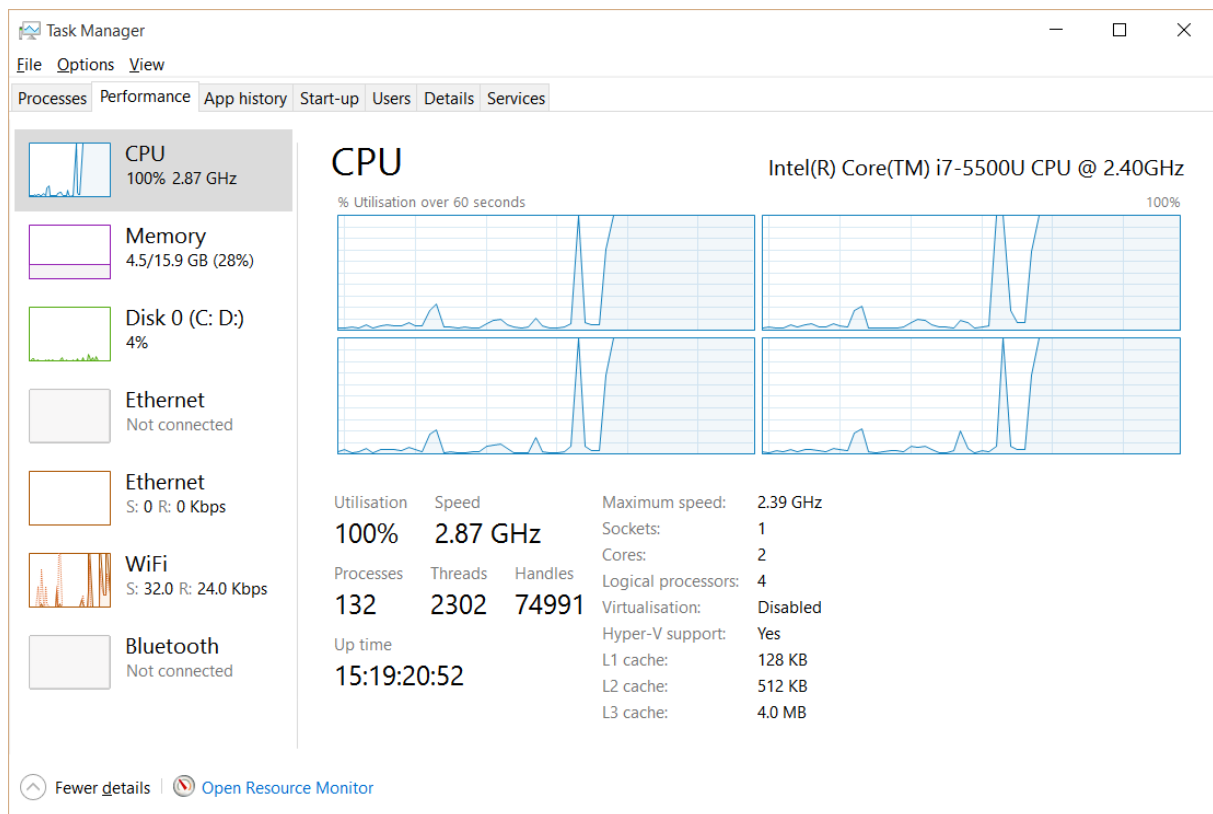 Task Manager
File Options View
Processes Performance App history Start-up Users Details Services
CPU
100% 2.87 GHz
Memory
4.5/15.9 GB (28%)
Disk 0 (C: D:)
4%
Ethernet
Not connected
Ethernet
S: 0 R: 0 Kbps
WiFi
S: 32.0 R: 24.0 Kbps
Bluetooth
Not connected
CPU Intel(R) Core(TM) i7-5500U CPU @ 2.40GHz
% Utilisation over 60 seconds 100%
Utilisation Speed
100% 2.87 GHz
Processes Threads Handles
132 2302 74991
Up time
15:19:20:52
Maximum speed: 2.39 GHz
Sockets: 1
Cores: 2
Logical processors: 4
Virtualisation: Disabled
Hyper-V support: Yes
L1 cache: 128 KB
L2 cache: 512 KB
L3 cache: 4.0 MB
Fewer details Open Resource Monitor